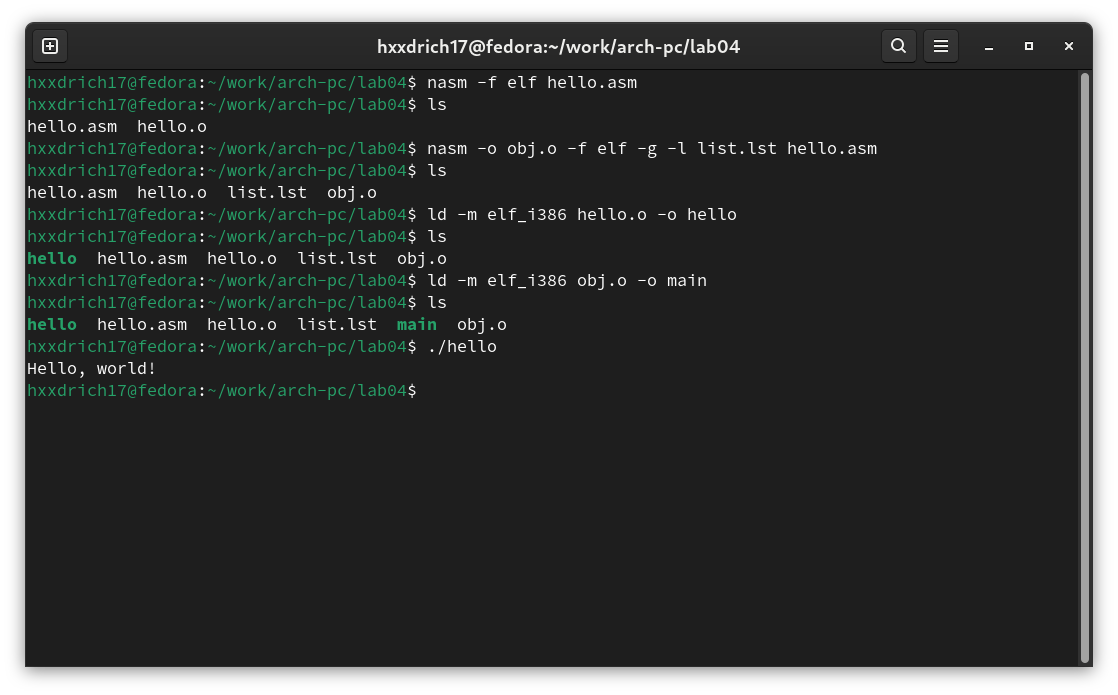 hxxdrich17@fedora:~/work/arch-pc/lab04
hxxdrich17@fedora:~/work/arch-pc/lab04$ nasm -f elf hello.asm
hxxdrich17@fedora:~/work/arch-pc/lab04$ ls
hello.asm  hello.o
hxxdrich17@fedora:~/work/arch-pc/lab04$ nasm -o obj.o -f elf -g -l list.lst hello.asm
hxxdrich17@fedora:~/work/arch-pc/lab04$ ls
hello.asm  hello.o  list.lst  obj.o
hxxdrich17@fedora:~/work/arch-pc/lab04$ ld -m elf_i386 hello.o -o hello
hxxdrich17@fedora:~/work/arch-pc/lab04$ ls
hello  hello.asm  hello.o  list.lst  obj.o
hxxdrich17@fedora:~/work/arch-pc/lab04$ ld -m elf_i386 obj.o -o main
hxxdrich17@fedora:~/work/arch-pc/lab04$ ls
hello  hello.asm  hello.o  list.lst  main  obj.o
hxxdrich17@fedora:~/work/arch-pc/lab04$ ./hello
Hello, world!
hxxdrich17@fedora:~/work/arch-pc/lab04$